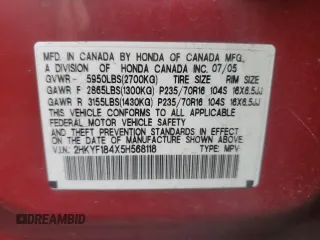 MFD. IN CANADA BY HONDA OF CANADA MFG.,
A DIVISION OF HONDA CANADA INC. 07/05
GVWR- 5950LBS(2700KG) TIRE SIZE RIM SIZE
GAWR F 2865LBS(1300KG) P235/70R16 104S 16X6.5JJ
GAWR R 3155LBS(1430KG) P235/70R16 104S 16X6.5JJ
THIS VEHICLE CONFORMS TO ALL APPLICABLE
FEDERAL MOTOR VEHICLE SAFETY STANDARDS IN
EFFECT ON THE DATE OF MANUFACTURE SHOWN ABOVE.
V.I.N: 2HKYF184X5H568118 TYPE: MPV
DREAMBID